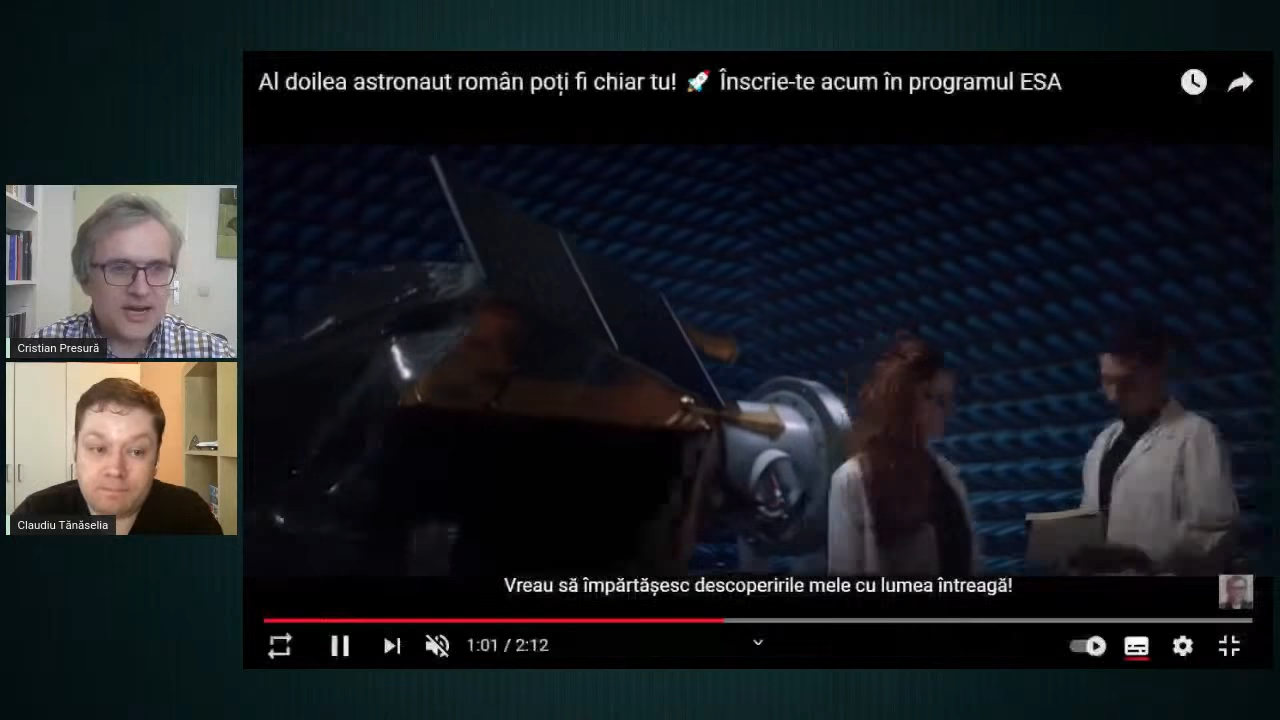 Al doilea astronaut român poți fi chiar tu! 🚀 Înscrie-te acum în programul ESA
Cristian Presură
Claudiu Tănăselia
Vreau să împărtășesc descoperirile mele cu lumea întreagă!
1:01 / 2:12